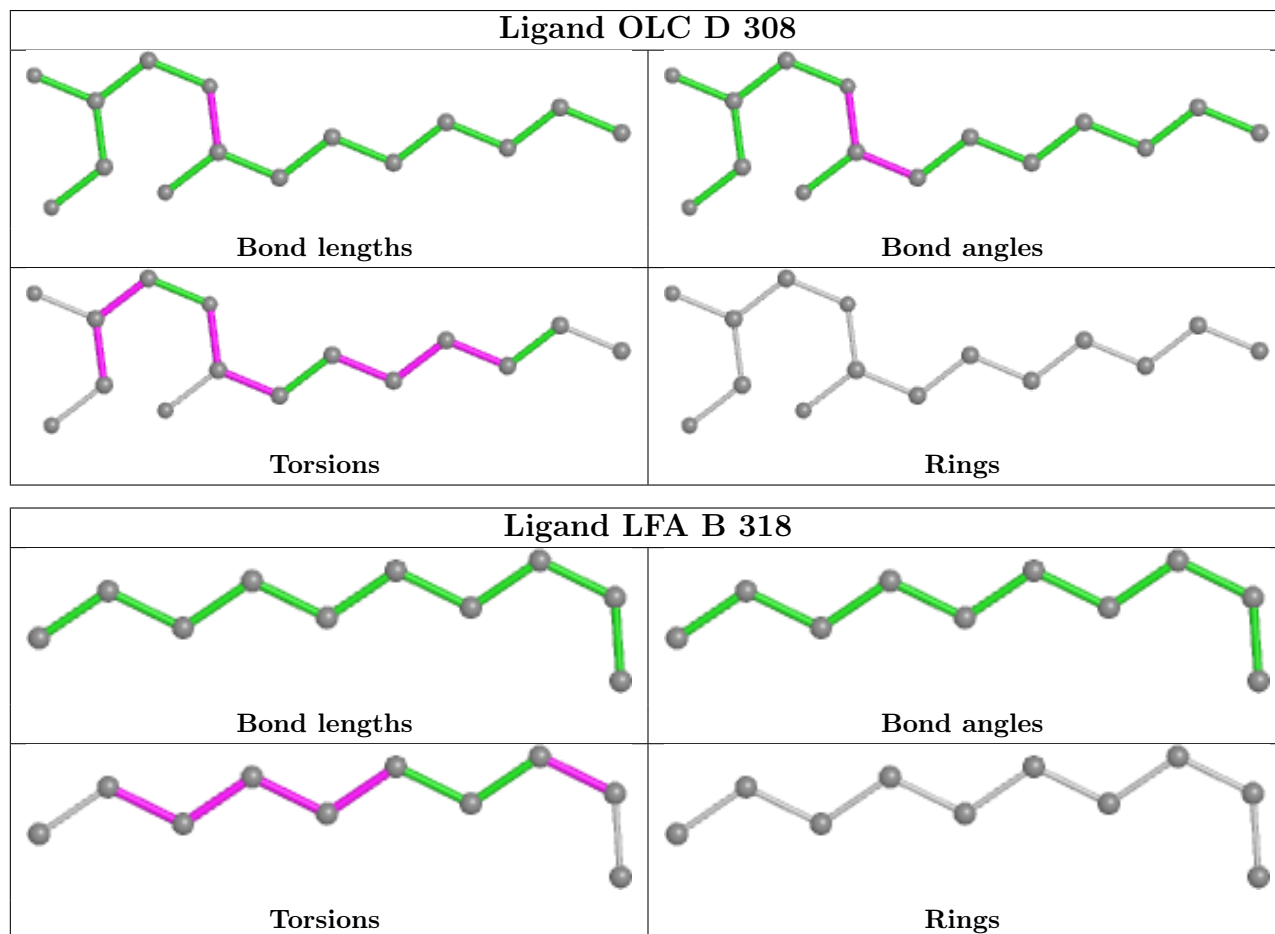 Ligand OLC D 308
Bond lengths
Bond angles
Torsions
Rings
Ligand LFA B 318
Bond lengths
Bond angles
Torsions
Rings